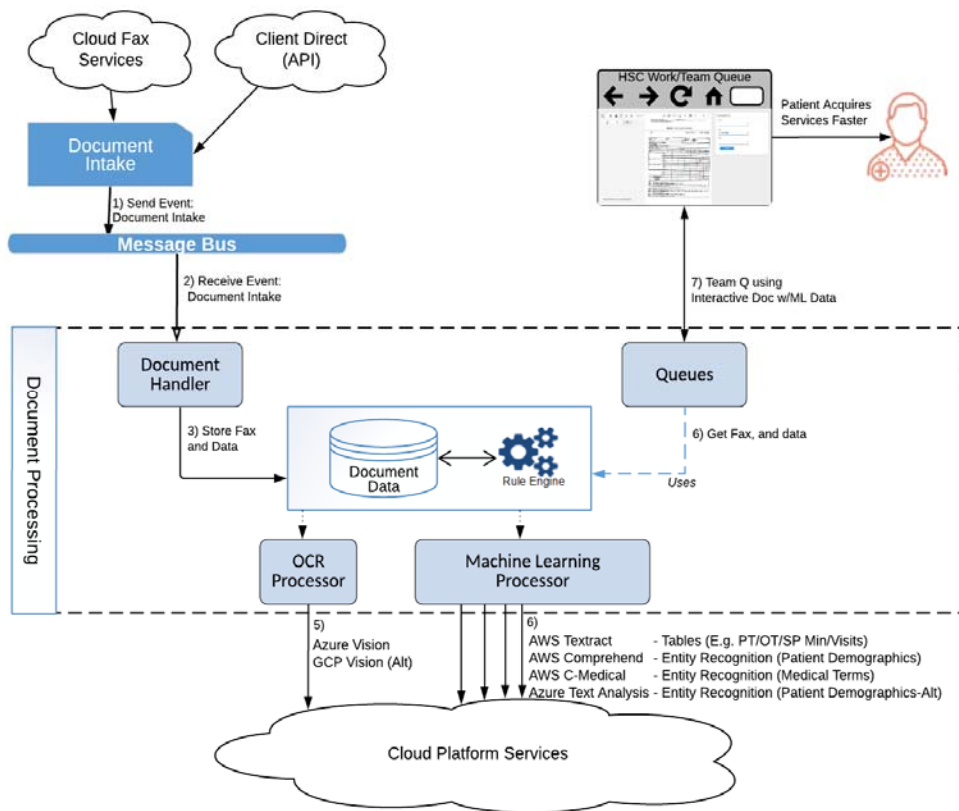 Cloud Fax
Services
Client Direct
(API)
HSC Work/Team Queue
Patient Acquires
Services Faster
Document
Intake
1) Send Event:
Document Intake
Message Bus
2) Receive Event:
Document Intake
7) Team Q using
Interactive Doc w/ML Data
Document Processing
Document
Handler
Queues
3) Store Fax
and Data
6) Get Fax, and data
Document
Data
Rule Engine
Uses
OCR
Processor
Machine Learning
Processor
5)
Azure Vision
GCP Vision (Alt)
6)
AWS Textract - Tables (E.g. PT/OT/SP Min/Visits)
AWS Comprehend - Entity Recognition (Patient Demographics)
AWS C-Medical - Entity Recognition (Medical Terms)
Azure Text Analysis - Entity Recognition (Patient Demographics-Alt)
Cloud Platform Services